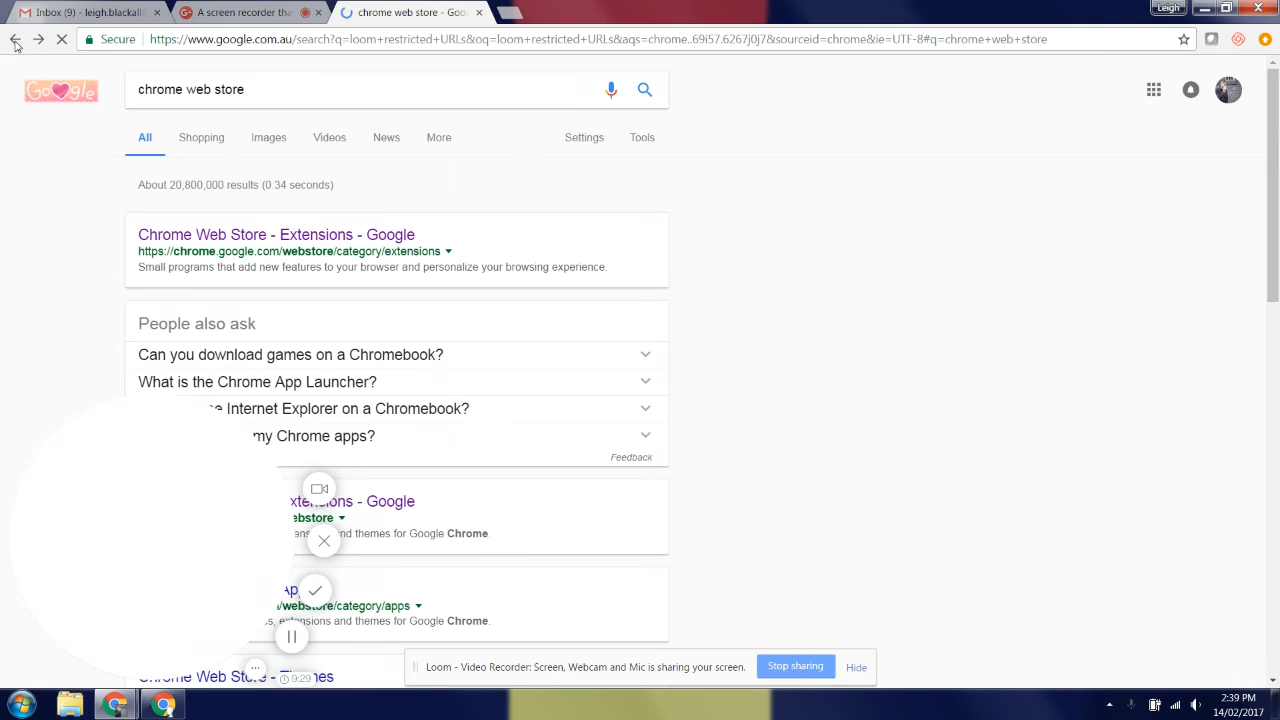 Inbox (9) - leigh.blackall
A screen recorder tha
chrome web store - Goo
Leigh
Secure
https://www.google.com.au/search?q=loom+restricted+URLs&oq=loom+restricted+URLs&aqs=chrome..69i57.6267j0j7&sourceid=chrome&ie=UTF-8#q=chrome+web+store
Google
chrome web store
All Shopping Images Videos News More Settings Tools
About 20,800,000 results (0.34 seconds)
Chrome Web Store - Extensions - Google
https://chrome.google.com/webstore/category/extensions
Small programs that add new features to your browser and personalize your browsing experience.
People also ask
Can you download games on a Chromebook?
What is the Chrome App Launcher?
Internet Explorer on a Chromebook?
my Chrome apps?
Feedback
xtensions - Google
ebstore
and themes for Google Chrome.
/webstore/category/apps
s, extensions and themes for Google Chrome.
Chrome Web Store - Themes
9:29
Loom - Video Recorder: Screen, Webcam and Mic is sharing your screen.
Stop sharing
Hide
2:39 PM
14/02/2017